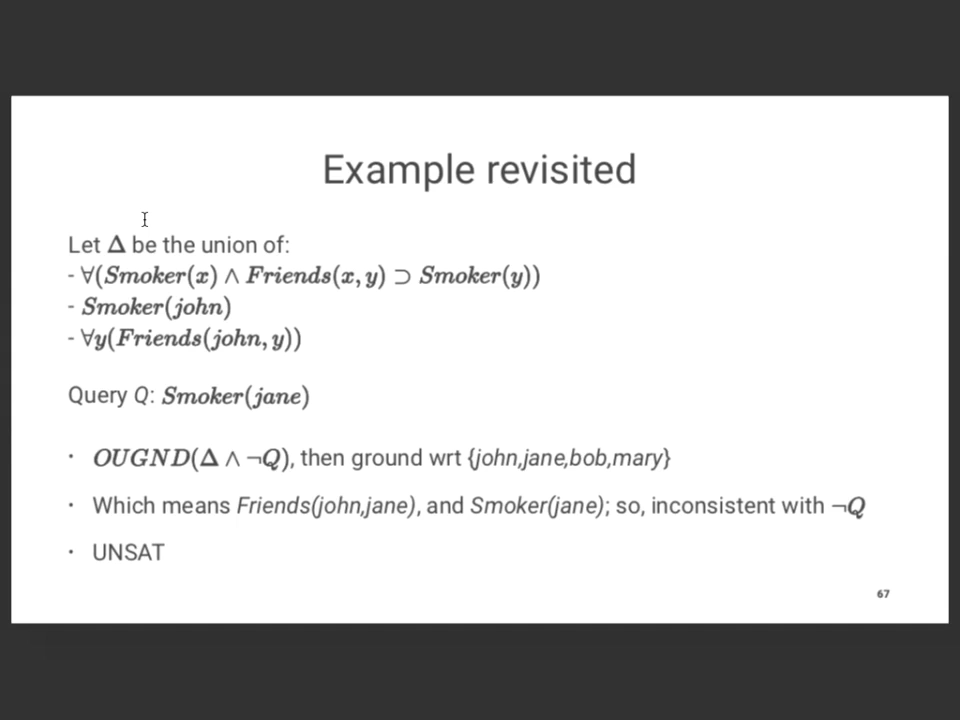 Example revisited
Let Δ be the union of:
- ∀(Smoker(x) ∧ Friends(x, y) ⊃ Smoker(y))
- Smoker(john)
- ∀y(Friends(john, y))
Query Q: Smoker(jane)
· OUGND(Δ ∧ ¬Q), then ground wrt {john,jane,bob,mary}
· Which means Friends(john,jane), and Smoker(jane); so, inconsistent with ¬Q
· UNSAT
67